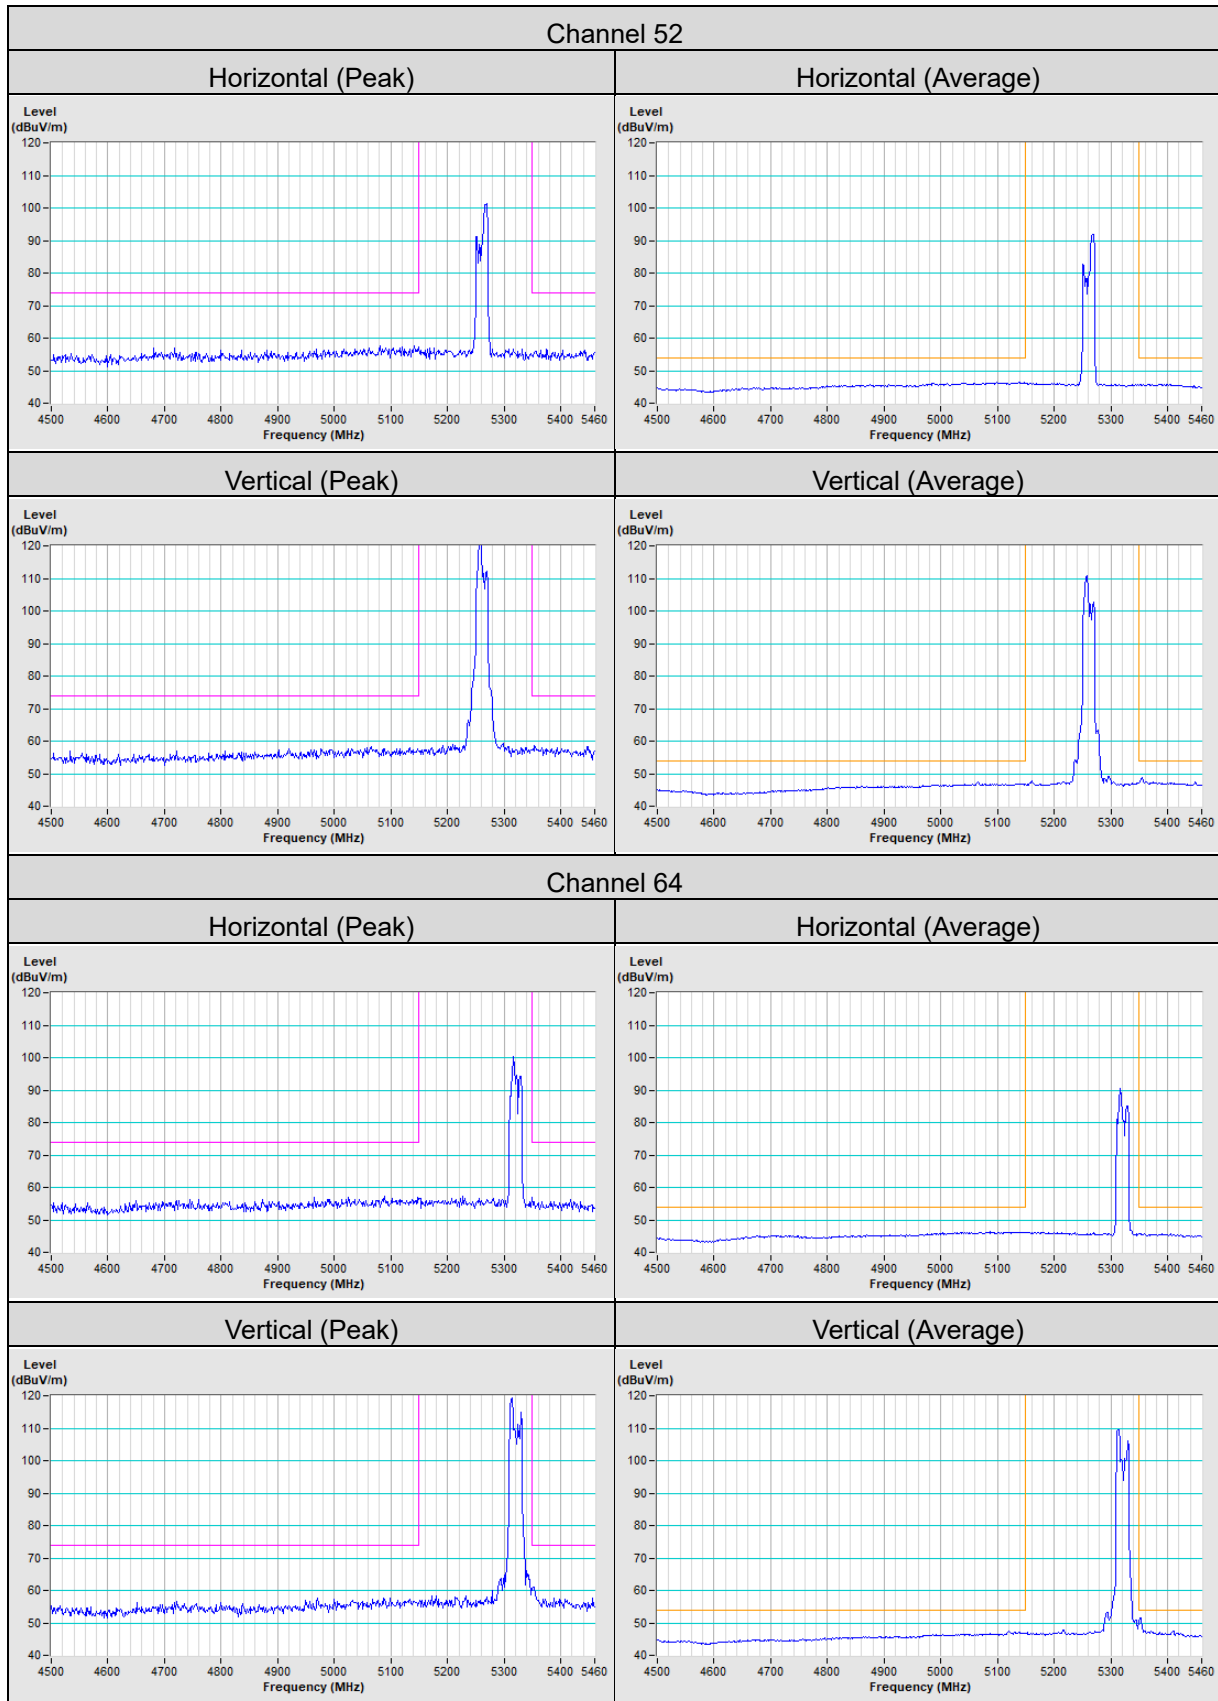 Channel 52
Horizontal (Peak) Horizontal (Average)
Level Level
(dBuV/m) (dBuV/m)
120 120
110 110
100 100
90 90
80 80
70 70
60 60
50 50
40 40
4500 4600 4700 4800 4900 5000 5100 5200 5300 5400 5460 4500 4600 4700 4800 4900 5000 5100 5200 5300 5400 5460
Frequency (MHz) Frequency (MHz)
Vertical (Peak) Vertical (Average)
Level Level
(dBuV/m) (dBuV/m)
120 120
110 110
100 100
90 90
80 80
70 70
60 60
50 50
40 40
4500 4600 4700 4800 4900 5000 5100 5200 5300 5400 5460 4500 4600 4700 4800 4900 5000 5100 5200 5300 5400 5460
Frequency (MHz) Frequency (MHz)
Channel 64
Horizontal (Peak) Horizontal (Average)
Level Level
(dBuV/m) (dBuV/m)
120 120
110 110
100 100
90 90
80 80
70 70
60 60
50 50
40 40
4500 4600 4700 4800 4900 5000 5100 5200 5300 5400 5460 4500 4600 4700 4800 4900 5000 5100 5200 5300 5400 5460
Frequency (MHz) Frequency (MHz)
Vertical (Peak) Vertical (Average)
Level Level
(dBuV/m) (dBuV/m)
120 120
110 110
100 100
90 90
80 80
70 70
60 60
50 50
40 40
4500 4600 4700 4800 4900 5000 5100 5200 5300 5400 5460 4500 4600 4700 4800 4900 5000 5100 5200 5300 5400 5460
Frequency (MHz) Frequency (MHz)